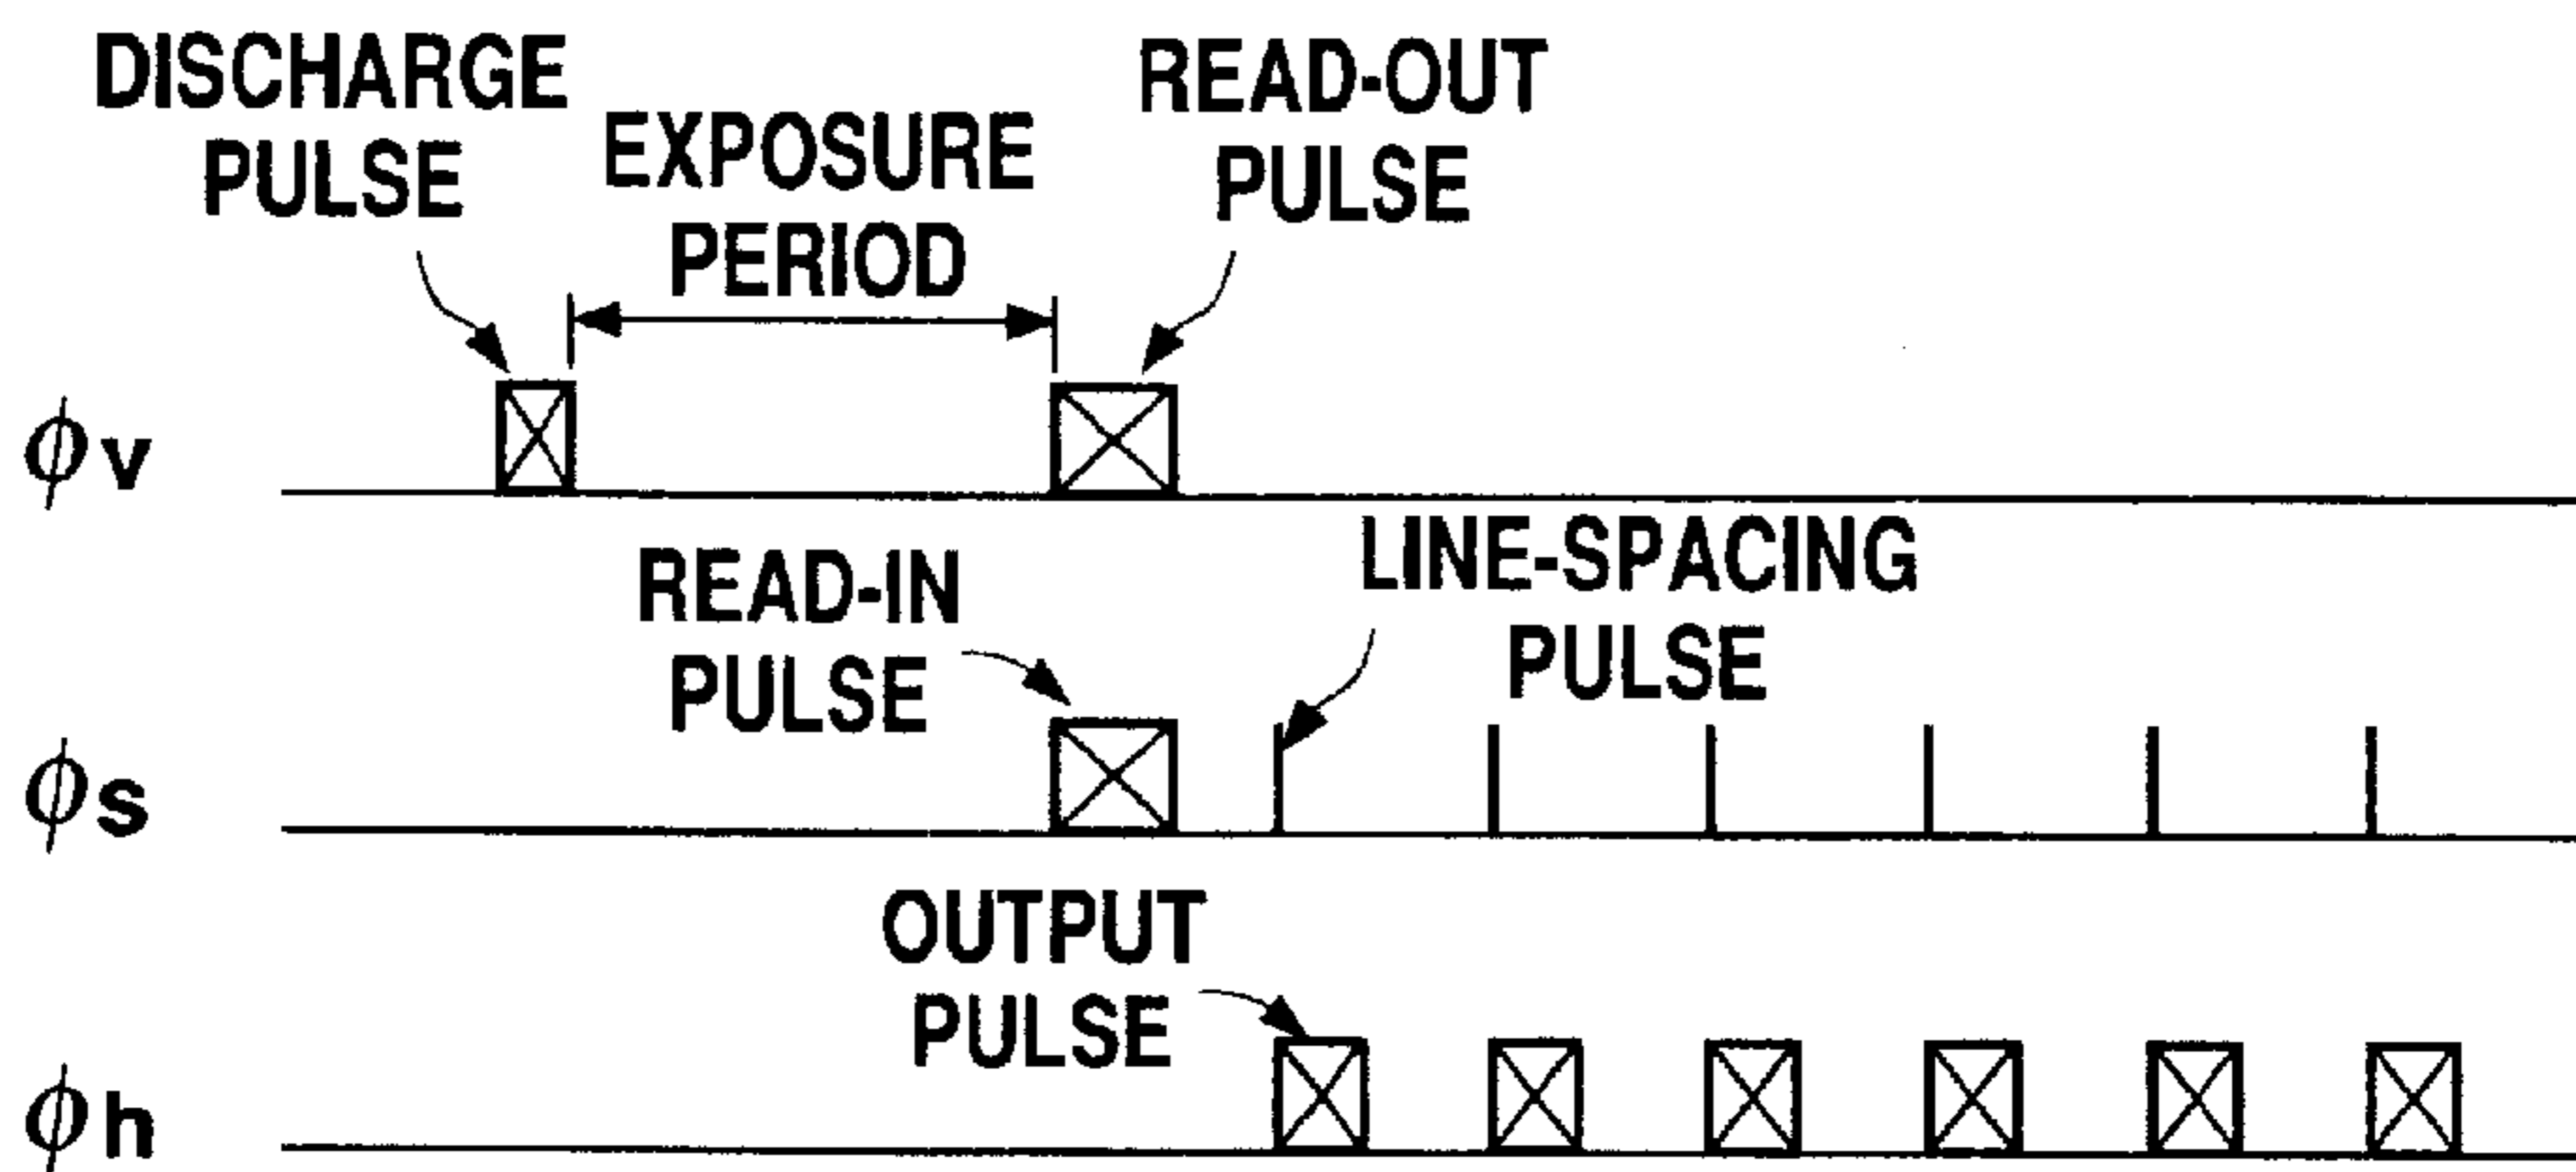 DISCHARGE
PULSE
EXPOSURE
PERIOD
READ-OUT
PULSE
ϕv
READ-IN
PULSE
LINE-SPACING
PULSE
ϕs
OUTPUT
PULSE
ϕh